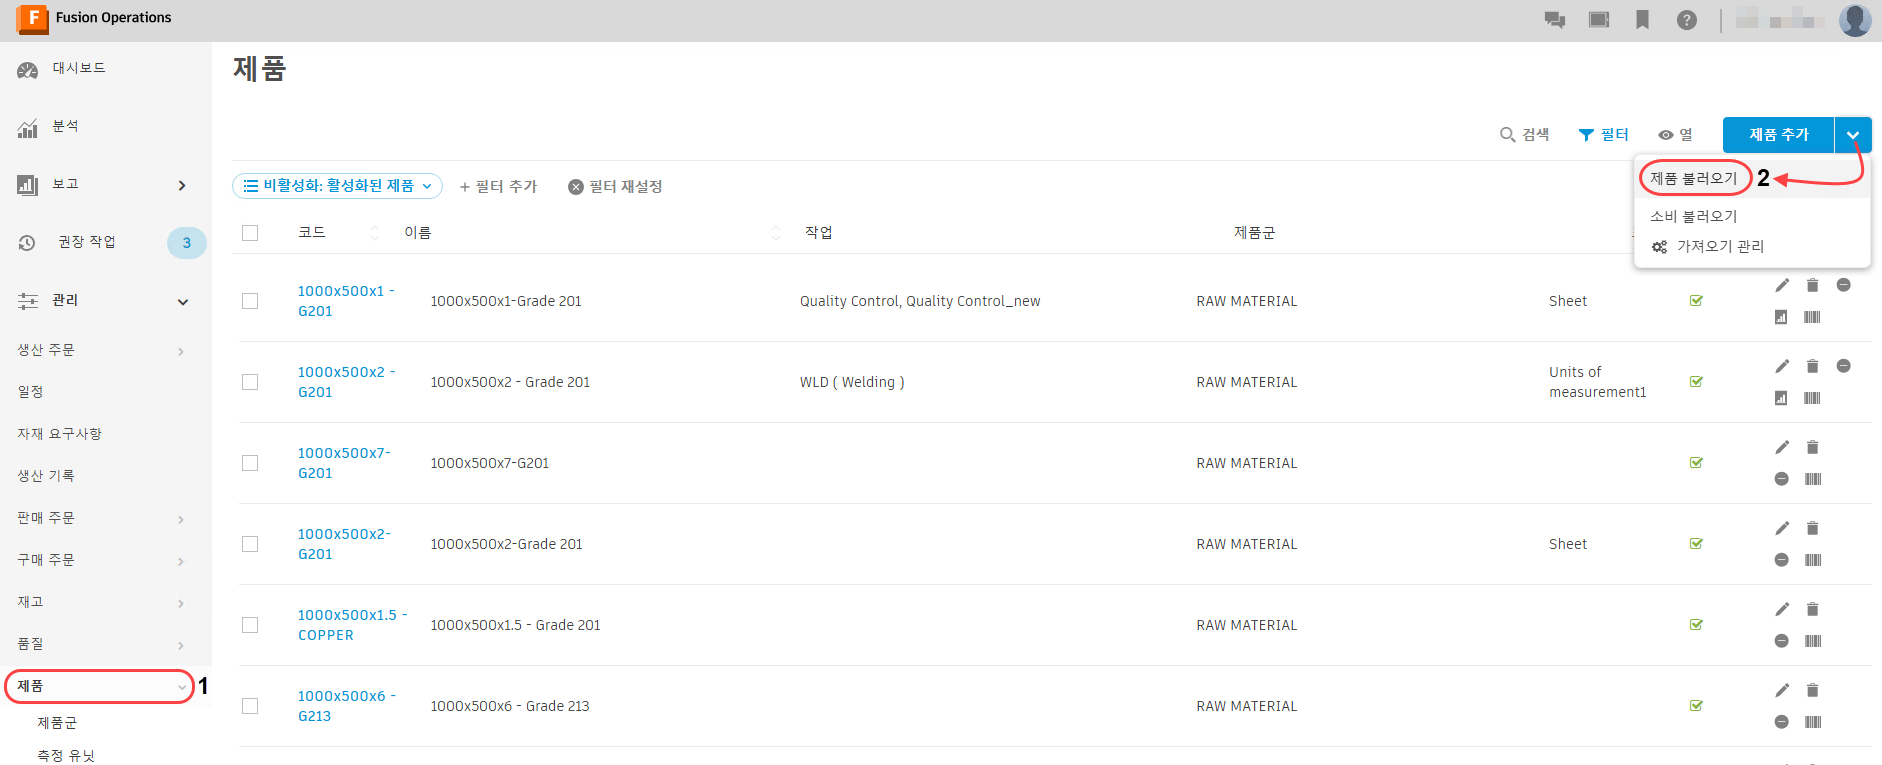 F Fusion Operations
대시보드
분석
보고
권장 작업 3
관리
생산 주문
일정
자재 요구사항
생산 기록
판매 주문
구매 주문
재고
품질
제품 1
제품군
측정 유닛
제품
검색 필터 열 제품 추가
제품 불러오기 2
소비 불러오기
가져오기 관리
비활성화: 활성화된 제품 + 필터 추가 필터 재설정
코드 이름 작업 제품군
1000x500x1 -
G201
1000x500x1-Grade 201 Quality Control, Quality Control_new RAW MATERIAL Sheet
1000x500x2 -
G201
1000x500x2 - Grade 201 WLD ( Welding ) RAW MATERIAL
Units of
measurement1
1000x500x7-
G201
1000x500x7-G201 RAW MATERIAL
1000x500x2-
G201
1000x500x2-Grade 201 RAW MATERIAL Sheet
1000x500x1.5 -
COPPER
1000x500x1.5 - Grade 201 RAW MATERIAL
1000x500x6 -
G213
1000x500x6 - Grade 213 RAW MATERIAL